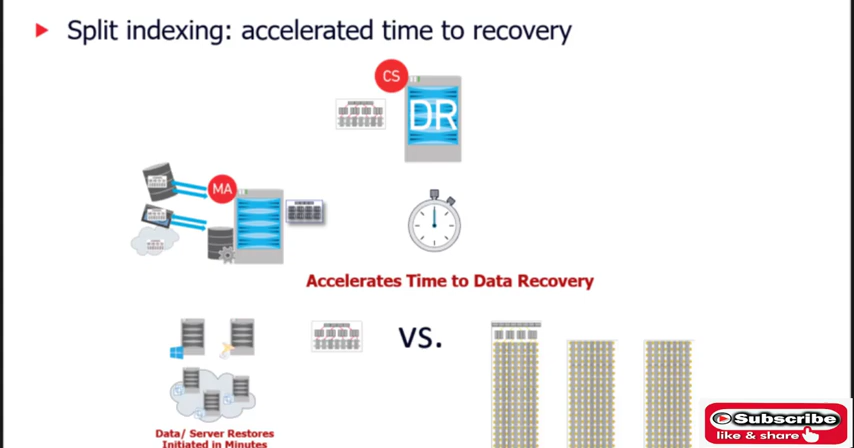 Split indexing: accelerated time to recovery
CS
DR
MA
Accelerates Time to Data Recovery
vs.
Data/ Server Restores
Initiated in Minutes
Subscribe
like & share